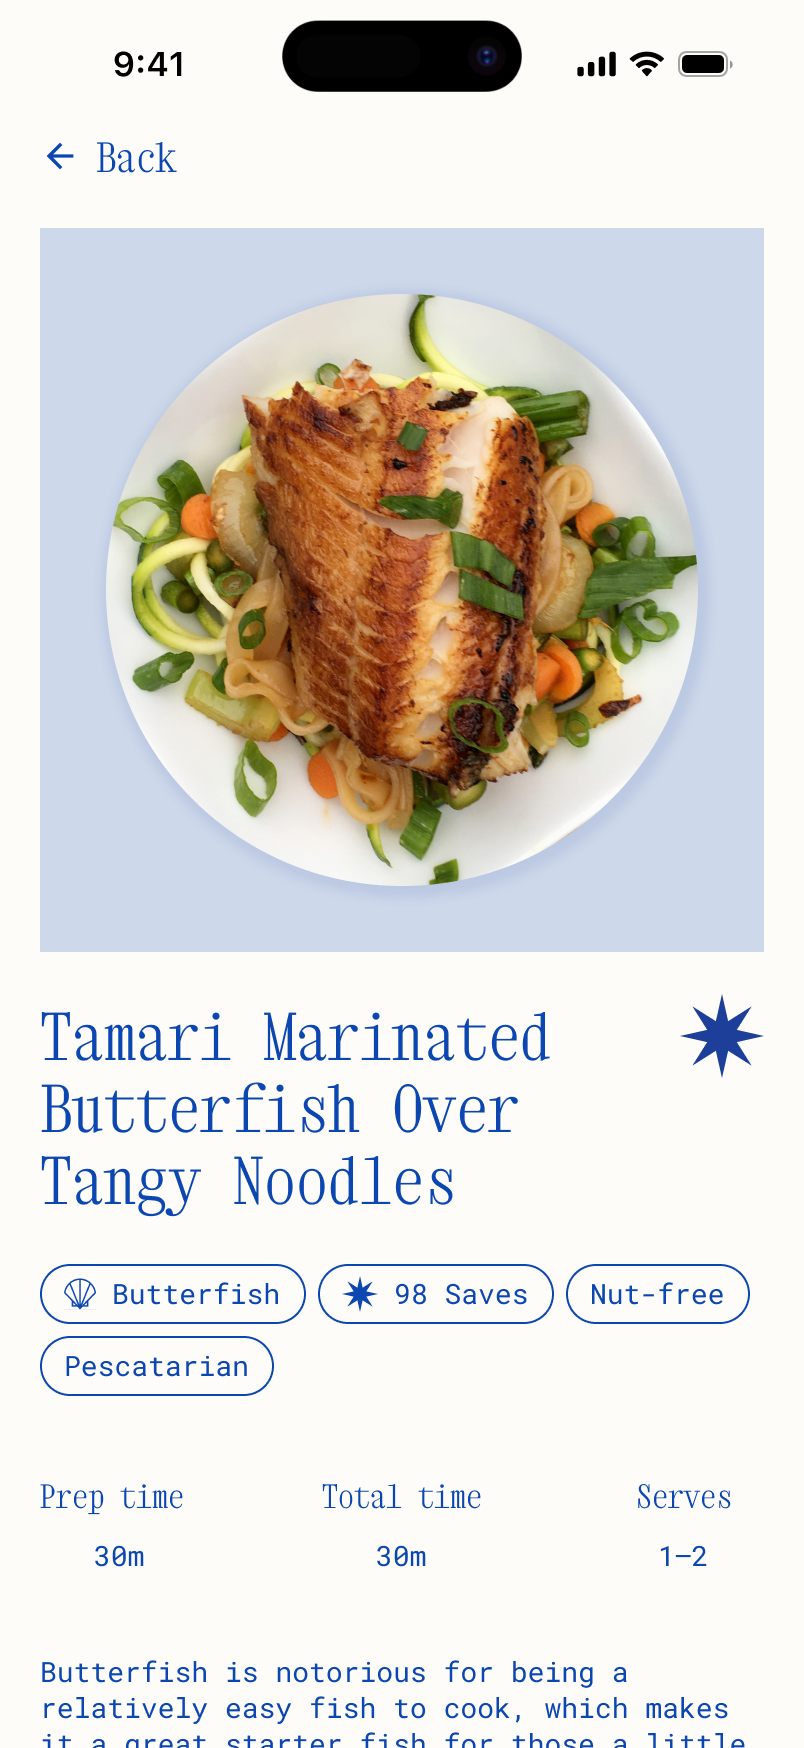 9:41
Back
Tamari Marinated
Butterfish Over
Tangy Noodles
Butterfish 98 Saves Nut-free
Pescatarian
Prep time Total time Serves
30m 30m 1–2
Butterfish is notorious for being a
relatively easy fish to cook, which makes
it a great starter fish for those a little